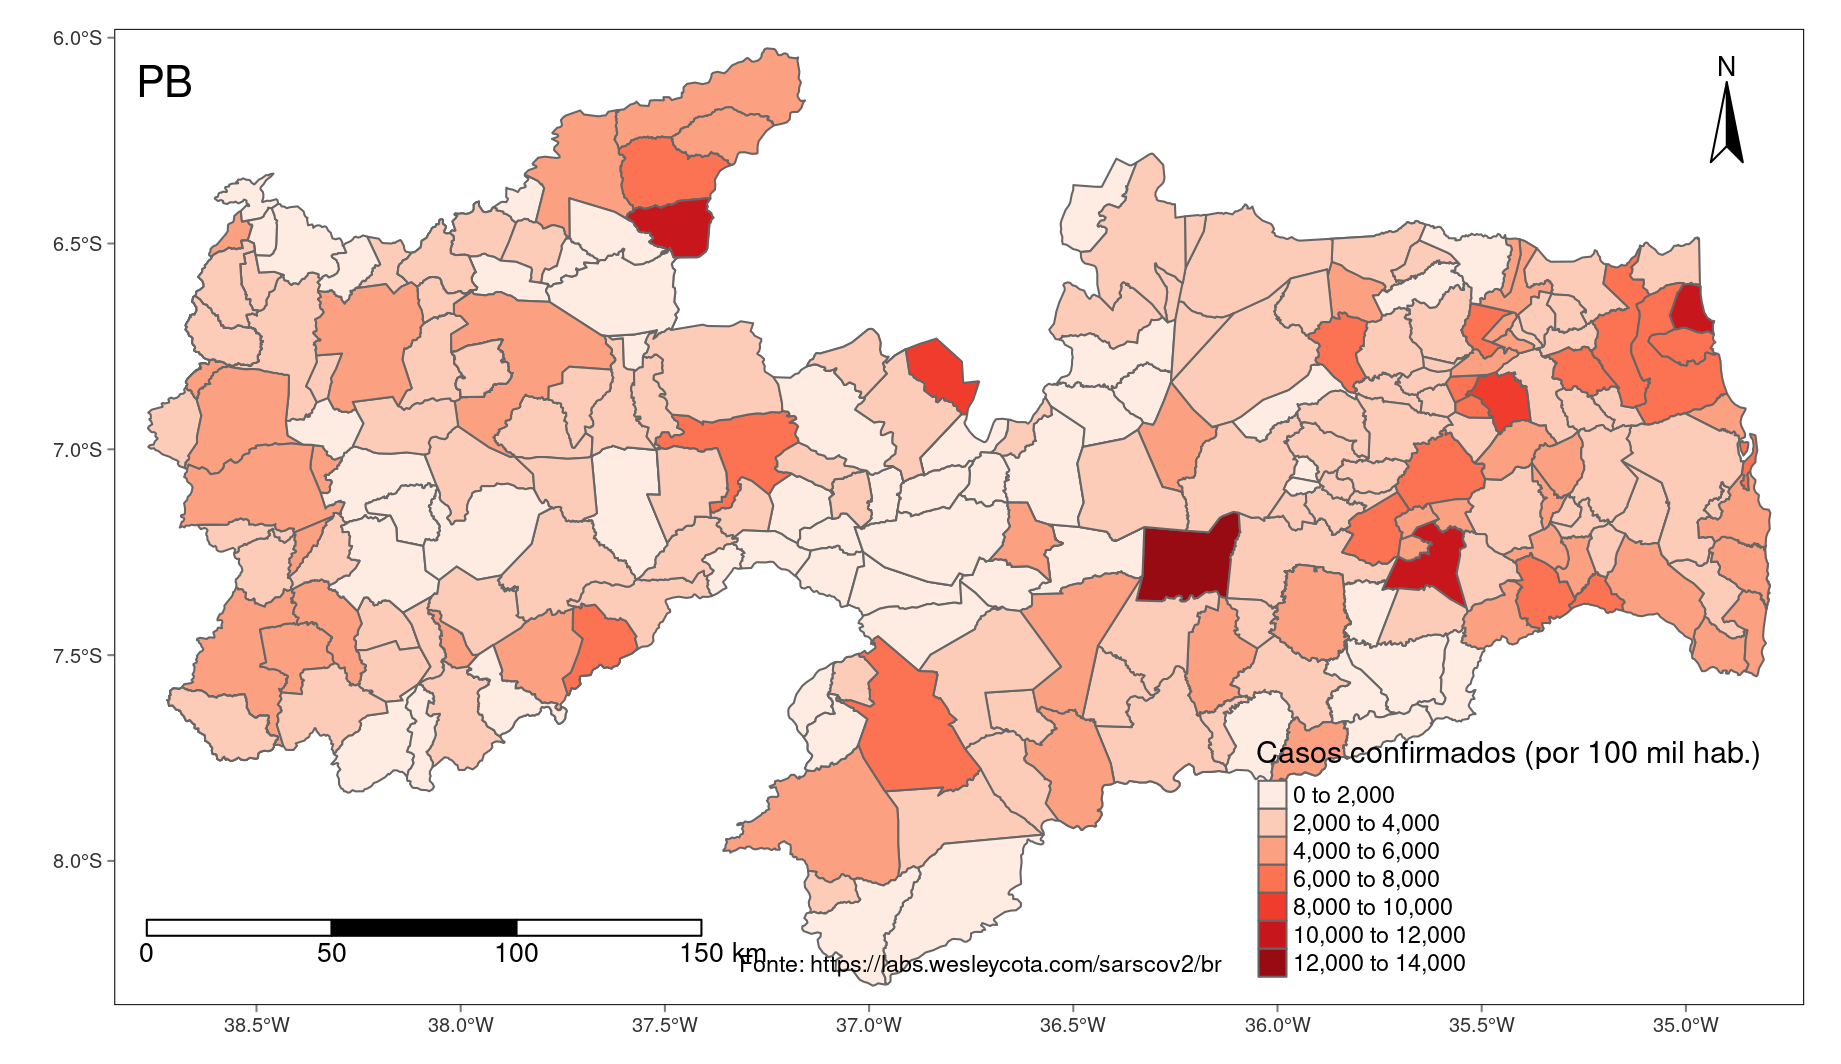 PB
N
6.0°S
6.5°S
7.0°S
7.5°S
8.0°S
Casos confirmados (por 100 mil hab.)
0 to 2,000
2,000 to 4,000
4,000 to 6,000
6,000 to 8,000
8,000 to 10,000
10,000 to 12,000
12,000 to 14,000
0 50 100 150 km
Fonte: https://labs.wesleycota.com/sarscov2/br
38.5°W 38.0°W 37.5°W 37.0°W 36.5°W 36.0°W 35.5°W 35.0°W